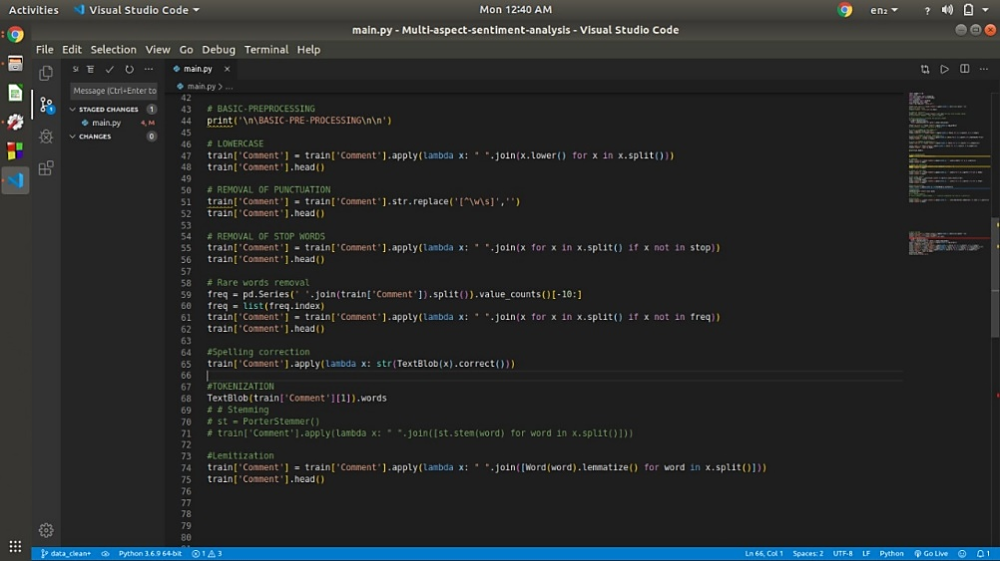 Activities
Visual Studio Code
Mon 12:40 AM
en₂
?
main.py - Multi-aspect-sentiment-analysis - Visual Studio Code
File Edit Selection View Go Debug Terminal Help
main.py ×
Message (Ctrl+Enter to
main.py > ...
STAGED CHANGES 1
main.py 4, M
CHANGES 0
42
43 # BASIC-PREPROCESSING
44 print('\n\BASIC-PRE-PROCESSING\n\n')
45
46 # LOWERCASE
47 train['Comment'] = train['Comment'].apply(lambda x: " ".join(x.lower() for x in x.split()))
48 train['Comment'].head()
49
50 # REMOVAL OF PUNCTUATION
51 train['Comment'] = train['Comment'].str.replace('[^\w\s]','')
52 train['Comment'].head()
53
54 # REMOVAL OF STOP WORDS
55 train['Comment'] = train['Comment'].apply(lambda x: " ".join(x for x in x.split() if x not in stop))
56 train['Comment'].head()
57
58 # Rare words removal
59 freq = pd.Series(' '.join(train['Comment']).split()).value_counts()[-10:]
60 freq = list(freq.index)
61 train['Comment'] = train['Comment'].apply(lambda x: " ".join(x for x in x.split() if x not in freq))
62 train['Comment'].head()
63
64 #Spelling correction
65 train['Comment'].apply(lambda x: str(TextBlob(x).correct()))
66
67 #TOKENIZATION
68 TextBlob(train['Comment'][1]).words
69 # # Stemming
70 # st = PorterStemmer()
71 # train['Comment'].apply(lambda x: " ".join([st.stem(word) for word in x.split()]))
72
73 #Lemitization
74 train['Comment'] = train['Comment'].apply(lambda x: " ".join([Word(word).lemmatize() for word in x.split()]))
75 train['Comment'].head()
76
77
78
79
80
data_clean+
Python 3.6.9 64-bit
1 3
Ln 66, Col 1
Spaces: 2
UTF-8
LF
Python
Go Live
1